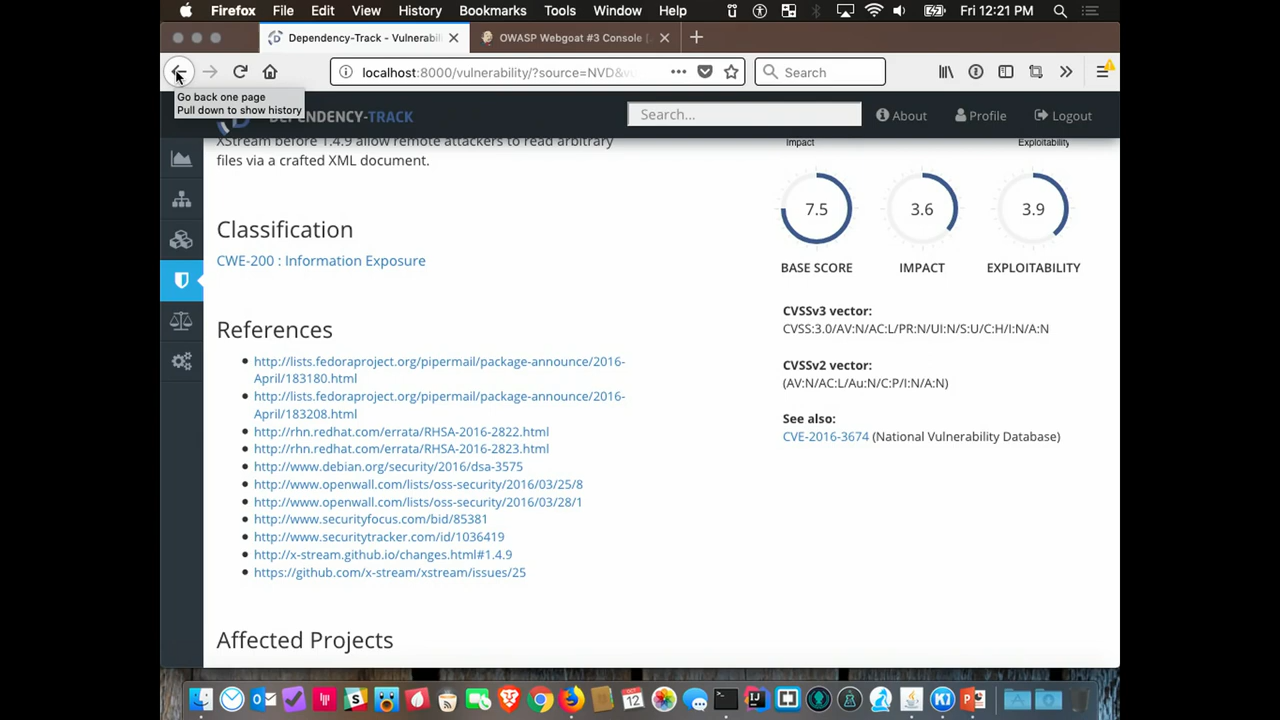 Firefox File Edit View History Bookmarks Tools Window Help Fri 12:21 PM
Dependency-Track - Vulnerabili
OWASP Webgoat #3 Console [
localhost:8000/vulnerability/?source=NVD&v
Search
Go back one page
Pull down to show history
DEPENDENCY-TRACK
Search...
About
Profile
Logout
XStream before 1.4.9 allow remote attackers to read arbitrary
files via a crafted XML document.
Classification
CWE-200 : Information Exposure
References
http://lists.fedoraproject.org/pipermail/package-announce/2016-
April/183180.html
http://lists.fedoraproject.org/pipermail/package-announce/2016-
April/183208.html
http://rhn.redhat.com/errata/RHSA-2016-2822.html
http://rhn.redhat.com/errata/RHSA-2016-2823.html
http://www.debian.org/security/2016/dsa-3575
http://www.openwall.com/lists/oss-security/2016/03/25/8
http://www.openwall.com/lists/oss-security/2016/03/28/1
http://www.securityfocus.com/bid/85381
http://www.securitytracker.com/id/1036419
http://x-stream.github.io/changes.html#1.4.9
https://github.com/x-stream/xstream/issues/25
Affected Projects
Impact
Exploitability
7.5
3.6
3.9
BASE SCORE
IMPACT
EXPLOITABILITY
CVSSv3 vector:
CVSS:3.0/AV:N/AC:L/PR:N/UI:N/S:U/C:H/I:N/A:N
CVSSv2 vector:
(AV:N/AC:L/Au:N/C:P/I:N/A:N)
See also:
CVE-2016-3674 (National Vulnerability Database)
12